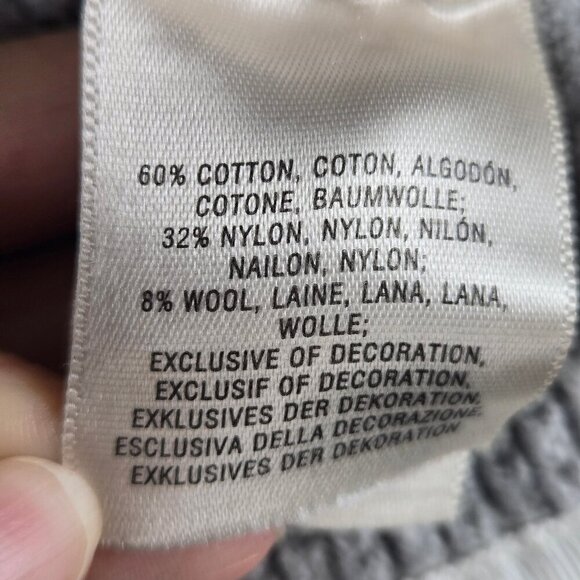 60% COTTON, COTON, ALGODÓN,
COTONE, BAUMWOLLE;
32% NYLON, NYLON, NILÓN,
NAILON, NYLON;
8% WOOL, LAINE, LANA, LANA,
WOLLE;
EXCLUSIVE OF DECORATION,
EXCLUSIF OF DECORATION,
EXKLUSIVES DER DEKORATION,
ESCLUSIVA DELLA DECORAZIONE,
EXKLUSIVES DER DEKORATION